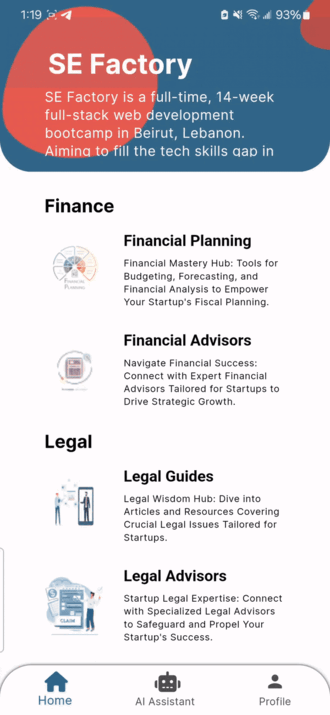 1:19
93%
SE Factory
SE Factory is a full-time, 14-week
full-stack web development
bootcamp in Beirut, Lebanon.
Aiming to fill the tech skills gap in
Finance
Financial Planning
Financial Mastery Hub: Tools for
Budgeting, Forecasting, and
Financial Analysis to Empower
Your Startup's Fiscal Planning.
Financial Advisors
Navigate Financial Success:
Connect with Expert Financial
Advisors Tailored for Startups to
Drive Strategic Growth.
Legal
Legal Guides
Legal Wisdom Hub: Dive into
Articles and Resources Covering
Crucial Legal Issues Tailored for
Startups.
Legal Advisors
CLAIM
Startup Legal Expertise: Connect
with Specialized Legal Advisors
to Safeguard and Propel Your
Startup's Success.
Home
AI Assistant
Profile